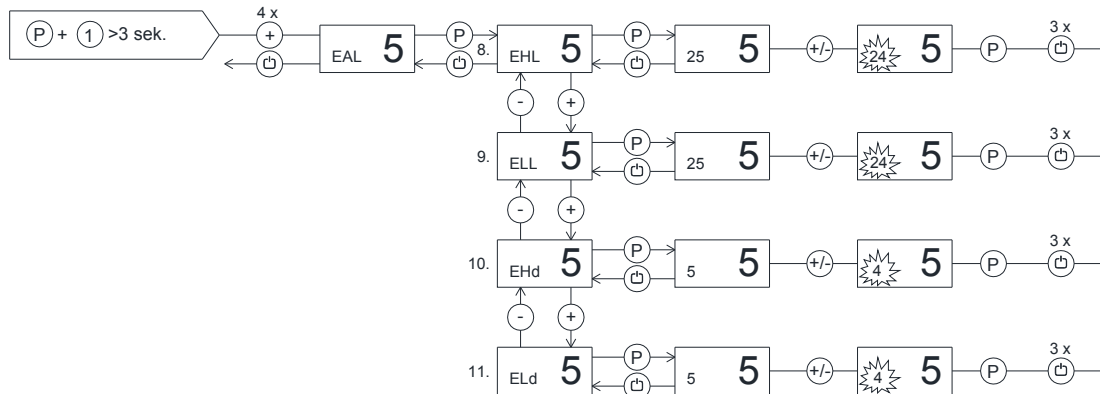 4 x
P + 1 >3 sek.
+ P 8. P +/- P 3 x
EAL 5 EHL 5 25 5 24 5
- +
9. ELL 5 P 25 5 +/- 24 5 P 3 x
- +
10. EHd 5 P 5 5 +/- 4 5 P 3 x
- +
11. ELd 5 P 5 5 +/- 4 5 P 3 x